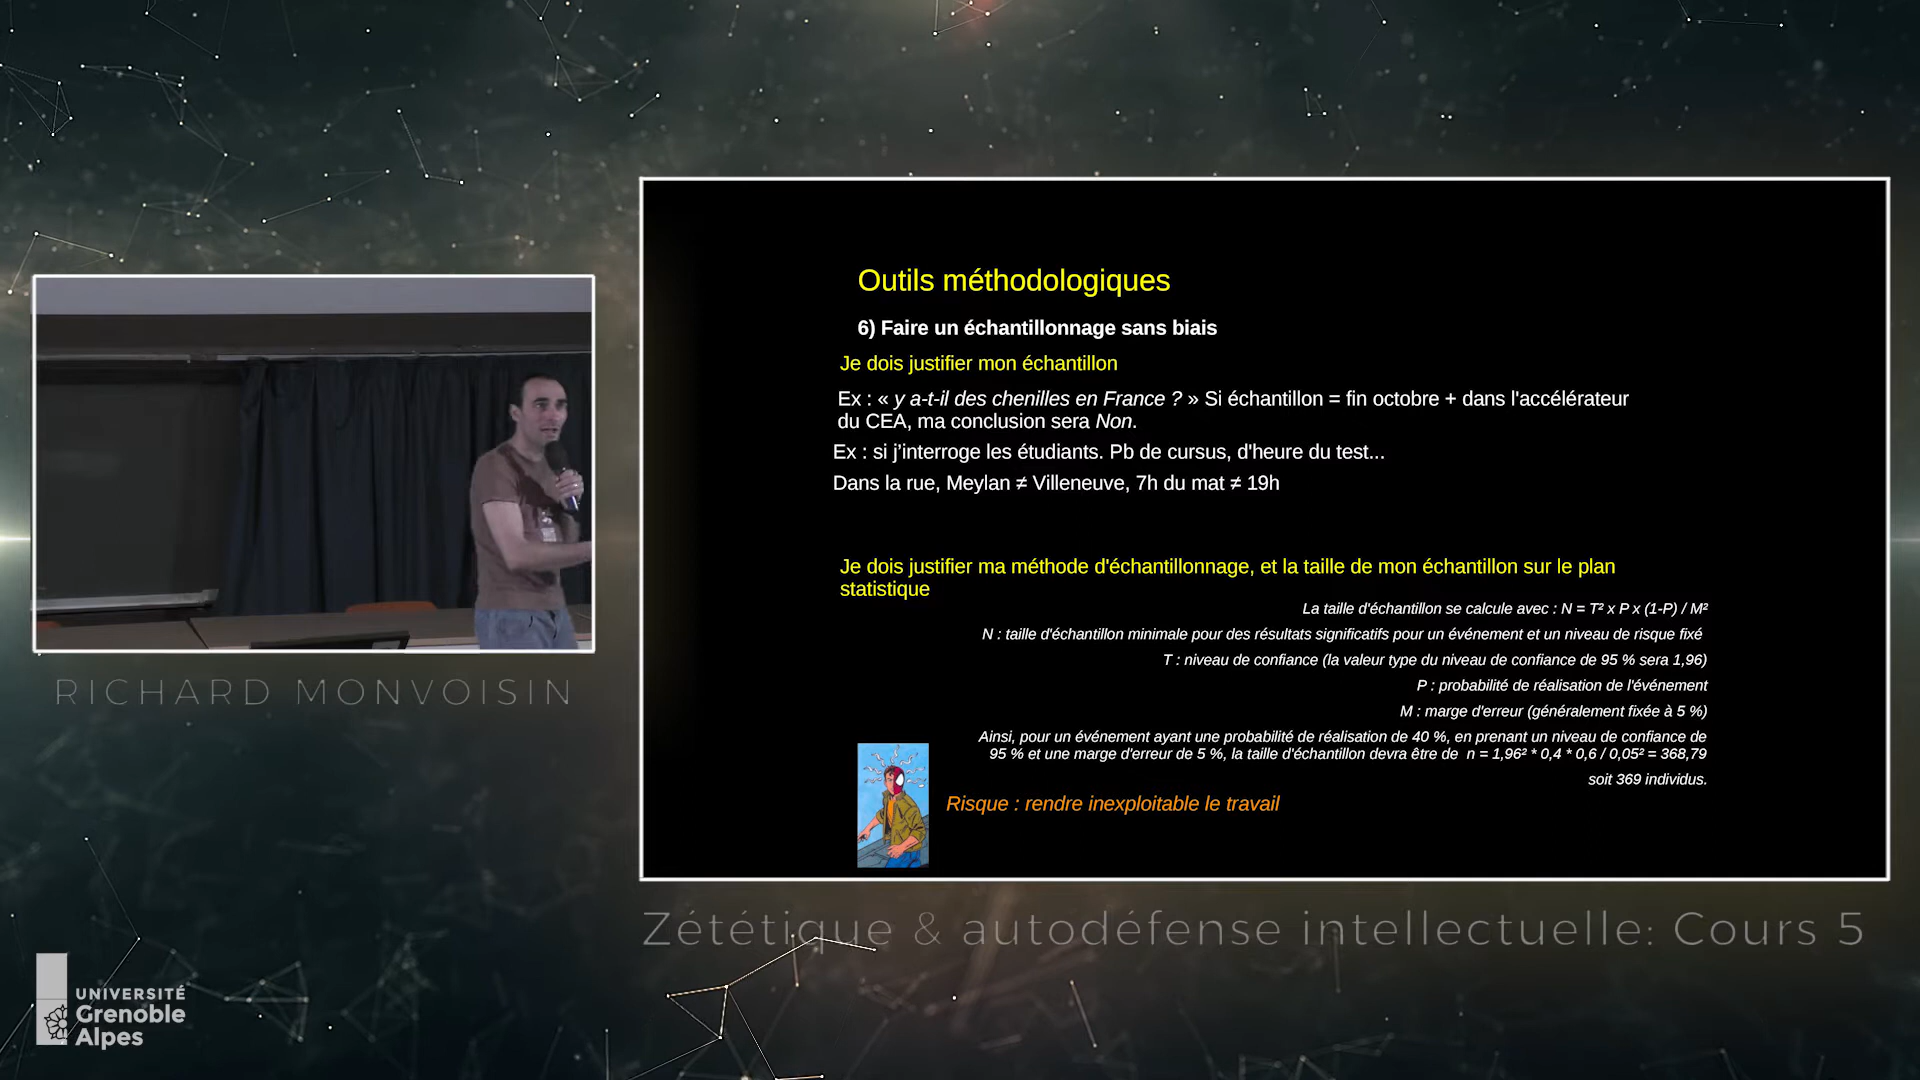 Outils méthodologiques
6) Faire un échantillonnage sans biais
Je dois justifier mon échantillon
Ex : « y a-t-il des chenilles en France ? » Si échantillon = fin octobre + dans l'accélérateur
du CEA, ma conclusion sera Non.
Ex : si j'interroge les étudiants. Pb de cursus, d'heure du test...
Dans la rue, Meylan ≠ Villeneuve, 7h du mat ≠ 19h
Je dois justifier ma méthode d'échantillonnage, et la taille de mon échantillon sur le plan
statistique
La taille d'échantillon se calcule avec : N = T² x P x (1-P) / M²
N : taille d'échantillon minimale pour des résultats significatifs pour un événement et un niveau de risque fixé
T : niveau de confiance (la valeur type du niveau de confiance de 95 % sera 1,96)
P : probabilité de réalisation de l'événement
M : marge d'erreur (généralement fixée à 5 %)
Ainsi, pour un événement ayant une probabilité de réalisation de 40 %, en prenant un niveau de confiance de
95 % et une marge d'erreur de 5 %, la taille d'échantillon devra être de n = 1,96² * 0,4 * 0,6 / 0,05² = 368,79
soit 369 individus.
Risque : rendre inexploitable le travail
RICHARD MONVOISIN
Zététique & autodéfense intellectuelle: Cours 5
UNIVERSITÉ
Grenoble
Alpes